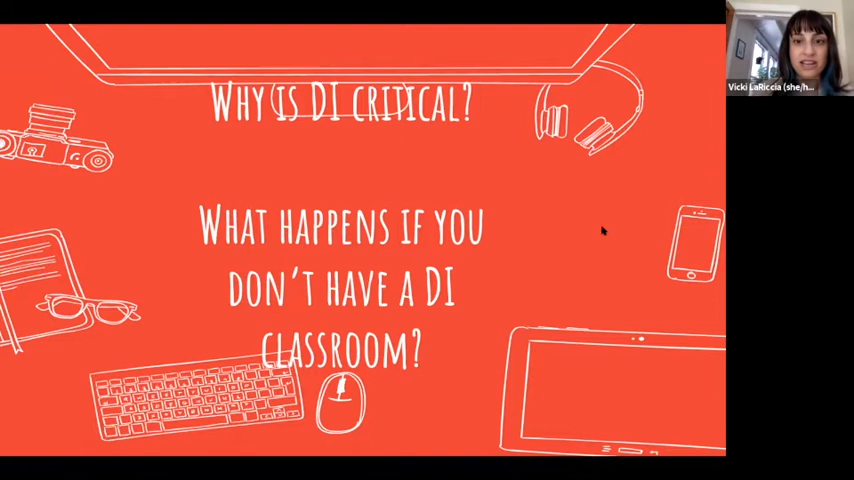 Why is DI critical?
What happens if you
don't have a DI
classroom?
Vicki LaRiccia (she/h...